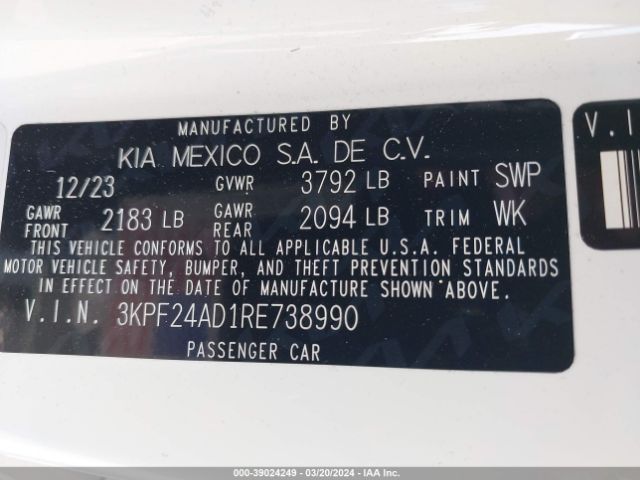 MANUFACTURED BY
KIA MEXICO S.A. DE C.V.
12/23 GVWR 3792 LB PAINT SWP
GAWR FRONT 2183 LB GAWR REAR 2094 LB TRIM WK
THIS VEHICLE CONFORMS TO ALL APPLICABLE U.S.A. FEDERAL
MOTOR VEHICLE SAFETY, BUMPER, AND THEFT PREVENTION STANDARDS
IN EFFECT ON THE DATE OF MANUFACTURE SHOWN ABOVE.
V.I.N. 3KPF24AD1RE738990
PASSENGER CAR
V.I
000-39024249 | 03/20/2024 - IAA Inc.